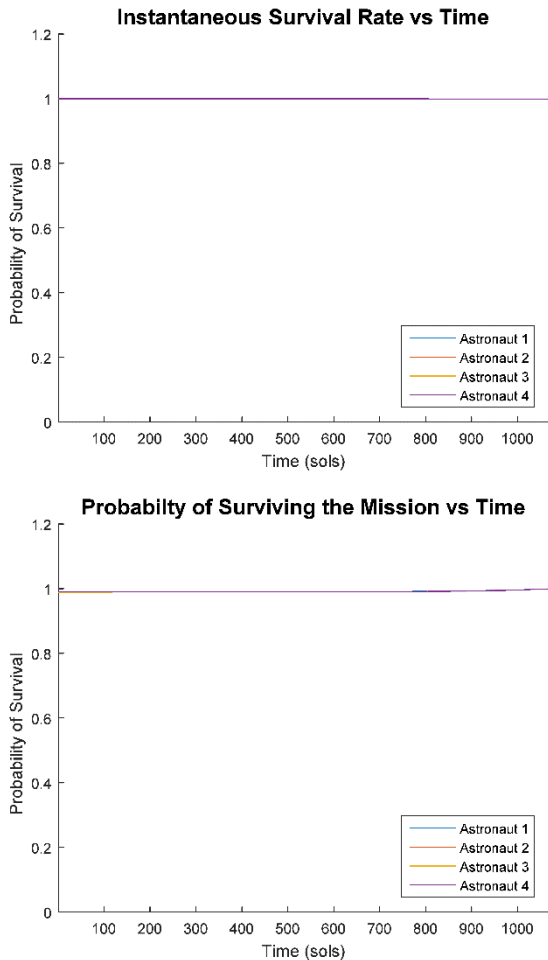 Instantaneous Survival Rate vs Time
1.2
1
0.8
0.6
0.4
0.2
0
Probability of Survival
Astronaut 1
Astronaut 2
Astronaut 3
Astronaut 4
100 200 300 400 500 600 700 800 900 1000
Time (sols)
Probabilty of Surviving the Mission vs Time
1.2
1
0.8
0.6
0.4
0.2
0
Probability of Survival
Astronaut 1
Astronaut 2
Astronaut 3
Astronaut 4
100 200 300 400 500 600 700 800 900 1000
Time (sols)